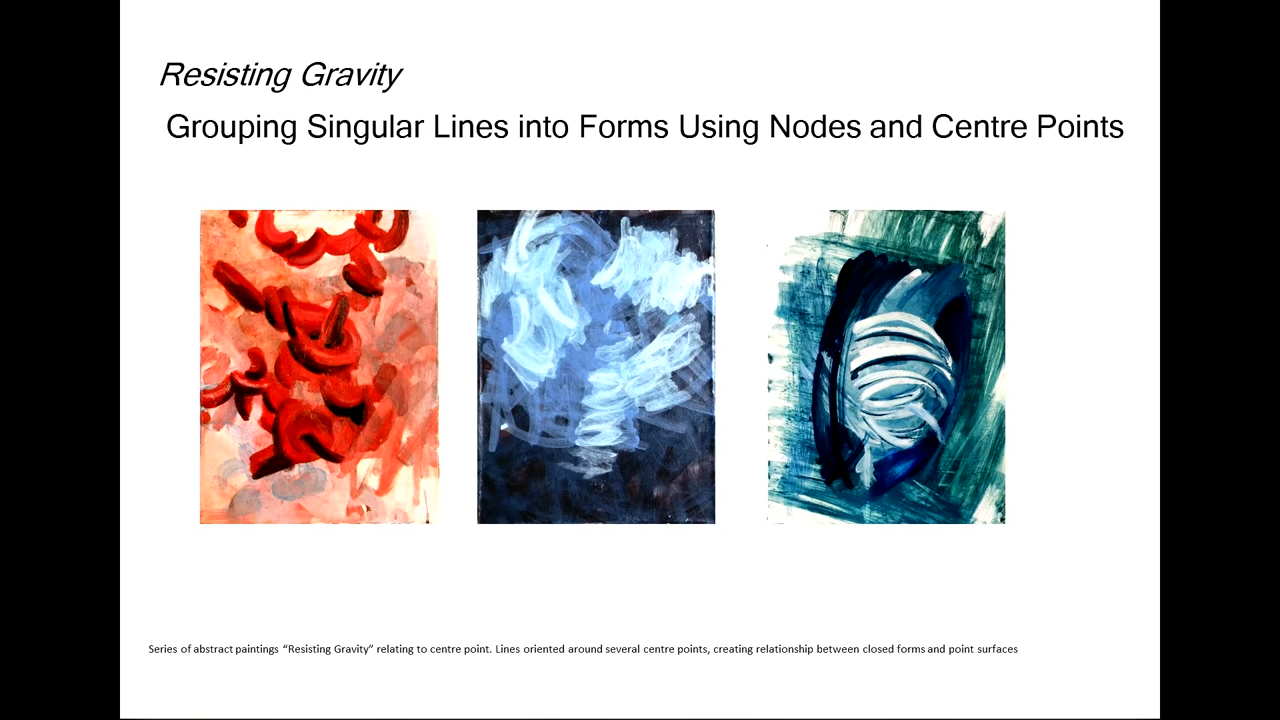 Resisting Gravity
Grouping Singular Lines into Forms Using Nodes and Centre Points
Series of abstract paintings “Resisting Gravity” relating to centre point. Lines oriented around several centre points, creating relationship between closed forms and point surfaces